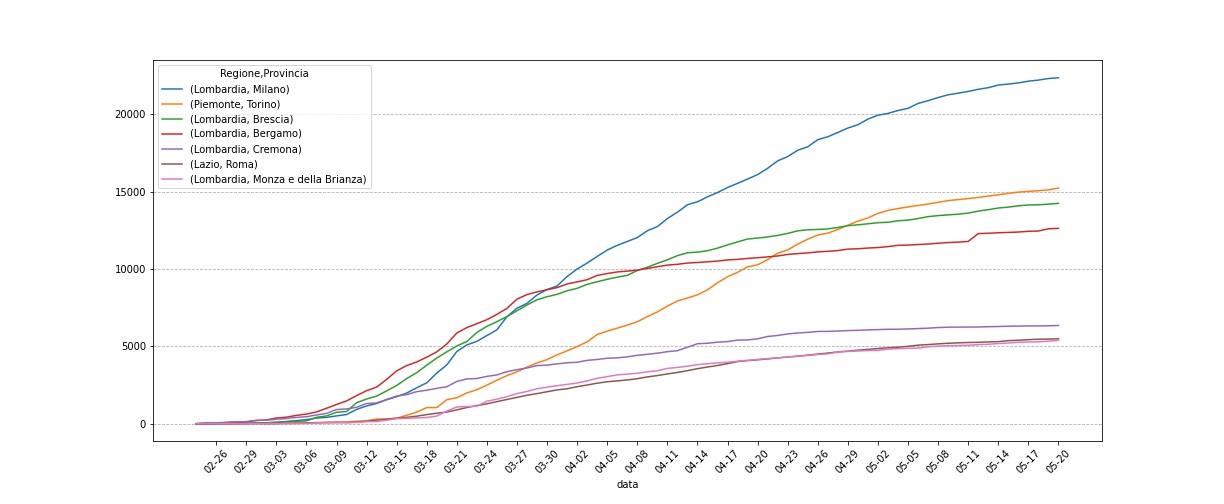 Regione,Provincia
(Lombardia, Milano)
(Piemonte, Torino)
(Lombardia, Brescia)
(Lombardia, Bergamo)
(Lombardia, Cremona)
(Lazio, Roma)
(Lombardia, Monza e della Brianza)
20000
15000
10000
5000
0
02-26 02-29 03-03 03-06 03-09 03-12 03-15 03-18 03-21 03-24 03-27 03-30 04-02 04-05 04-08 04-11 04-14 04-17 04-20 04-23 04-26 04-29 05-02 05-05 05-08 05-11 05-14 05-17 05-20
data